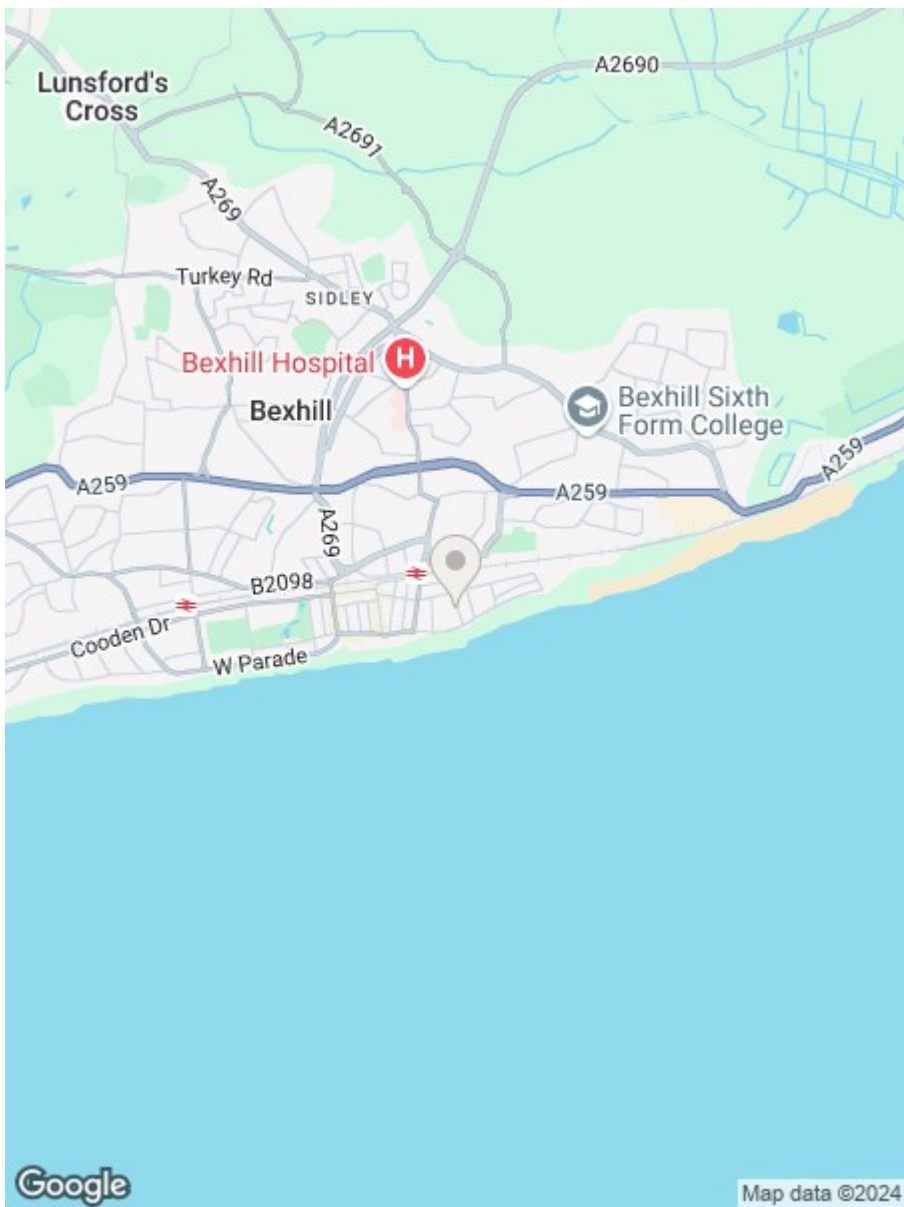 A2690
Lunsford's
Cross
A2691
A269
Turkey Rd
SIDLEY
Bexhill Hospital
H
Bexhill Sixth
Form College
Bexhill
A259
A259
A259
A269
B2098
Cooden Dr
W Parade
Google
Map data ©2024